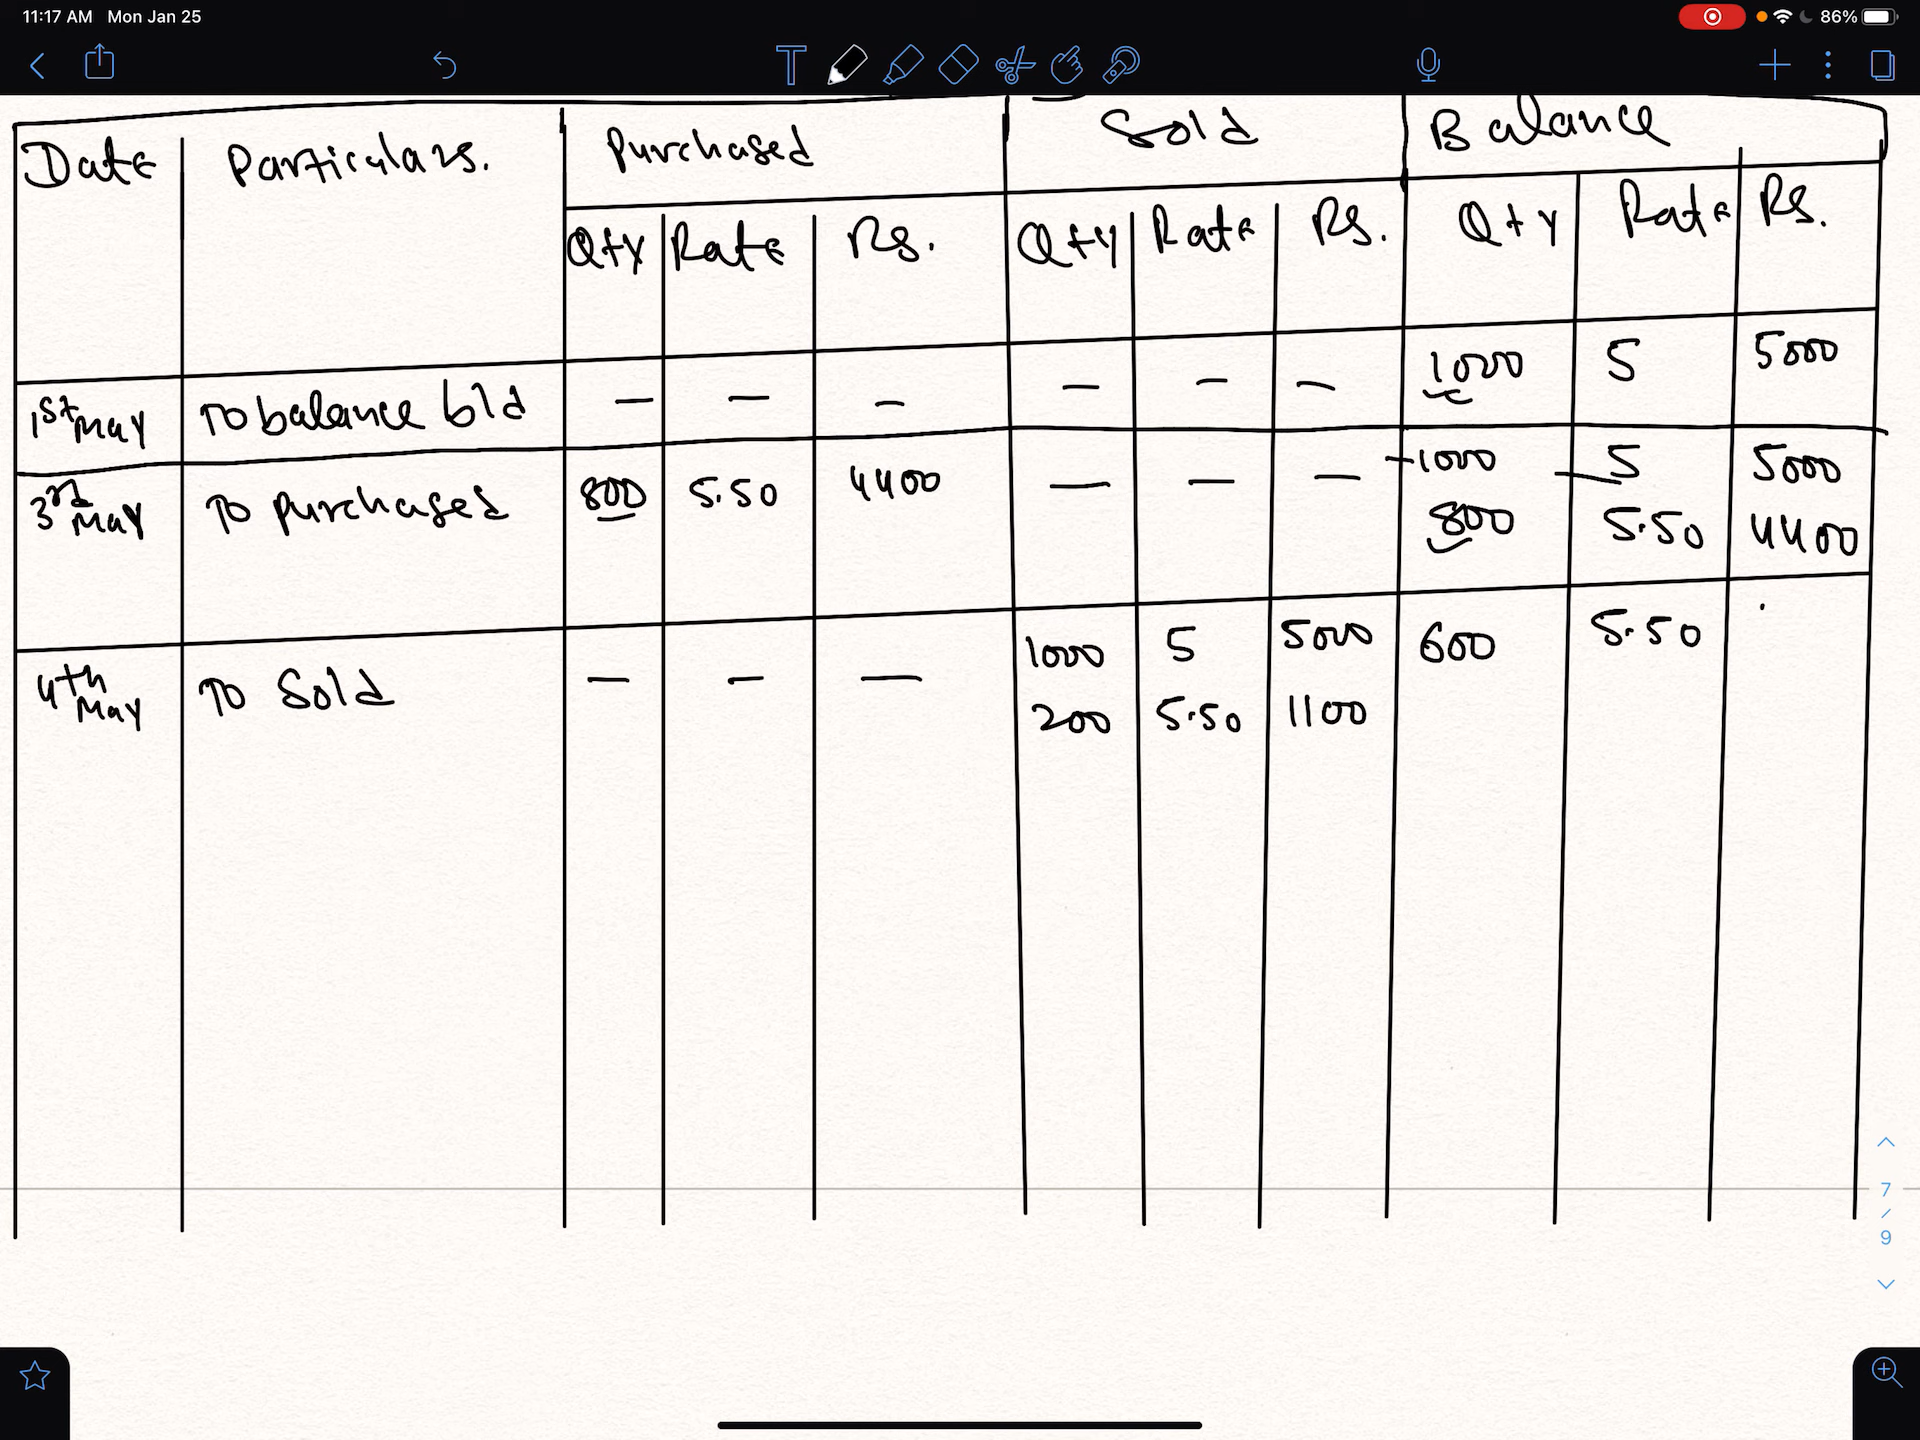 11:17 AM Mon Jan 25
86%
Date Particulars. Purchased Sold Balance
Qty Rate Rs. Qty Rate Rs. Qty Rate Rs.
1st May To balance b/d — — — — — — 1000 5 5000
3rd May To purchased 800 5.50 4400 — — — 1000 5 5000
800 5.50 4400
4th May To Sold — — — 1000 5 5000 600 5.50
200 5.50 1100
7
/
9